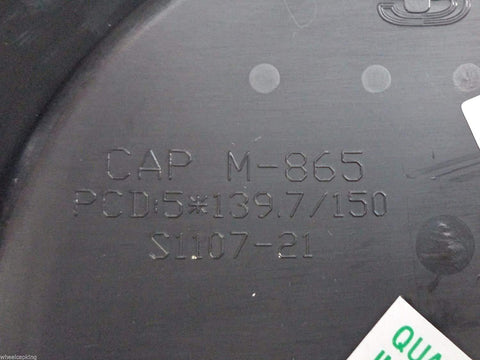 CAP M-865
PCD:5*139.7/150
S1107-21
QUA
wheelcapking